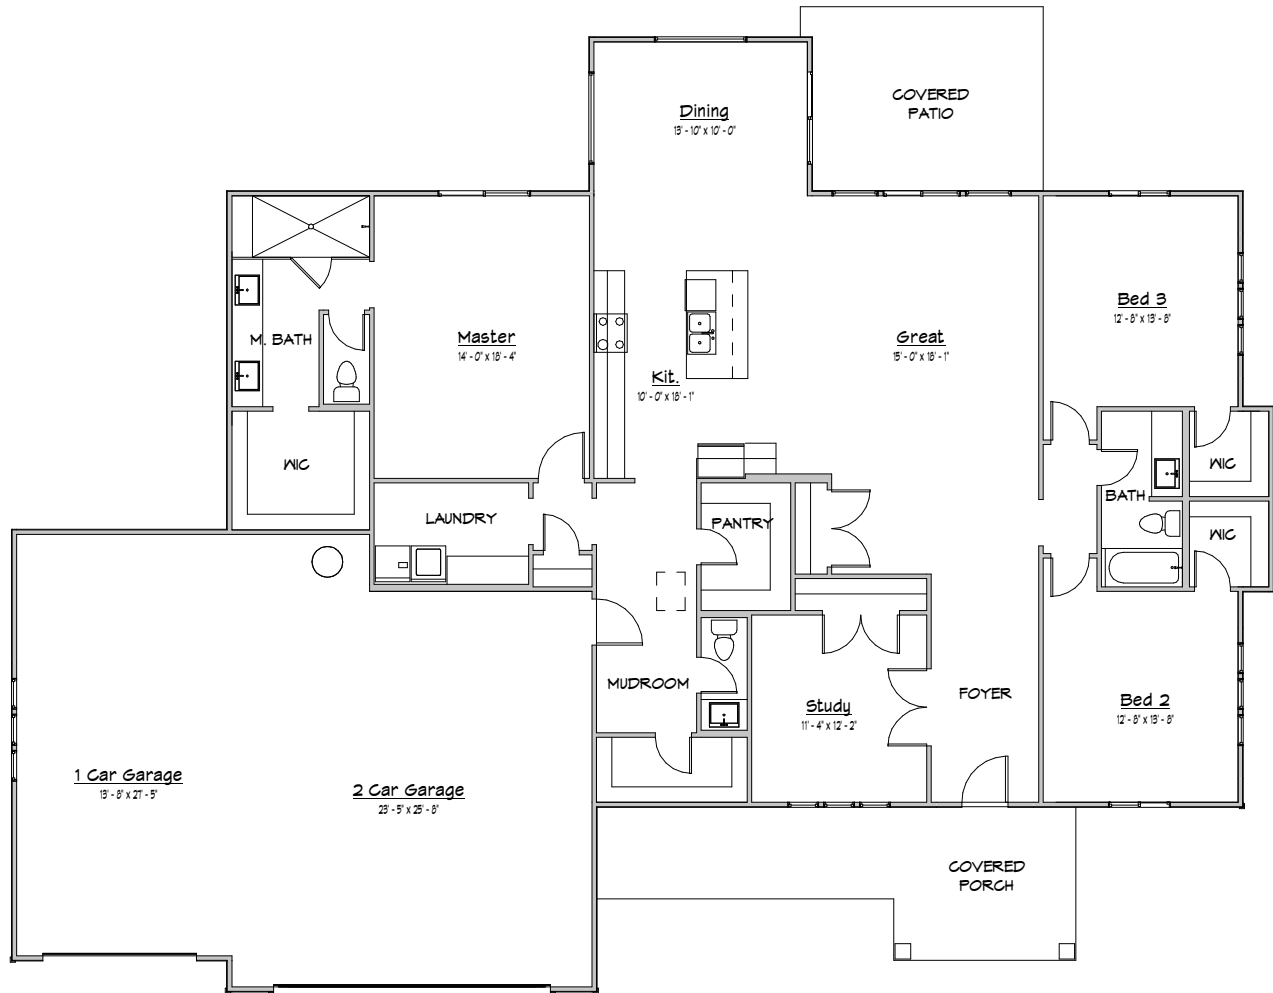 COVERED
PATIO
Dining
13' - 10" x 10' - 0"
Bed 3
12' - 8" x 13' - 8"
M. BATH
Master
14' - 0" x 18' - 4"
Great
15' - 0" x 18' - 1"
Kit.
10' - 0" x 18' - 1"
WIC
WIC
BATH
LAUNDRY
PANTRY
WIC
MUDROOM
FOYER
Study
11' - 4" x 12' - 2"
Bed 2
12' - 8" x 13' - 8"
1 Car Garage
13' - 8" x 27' - 5"
2 Car Garage
23' - 5" x 25' - 8"
COVERED
PORCH